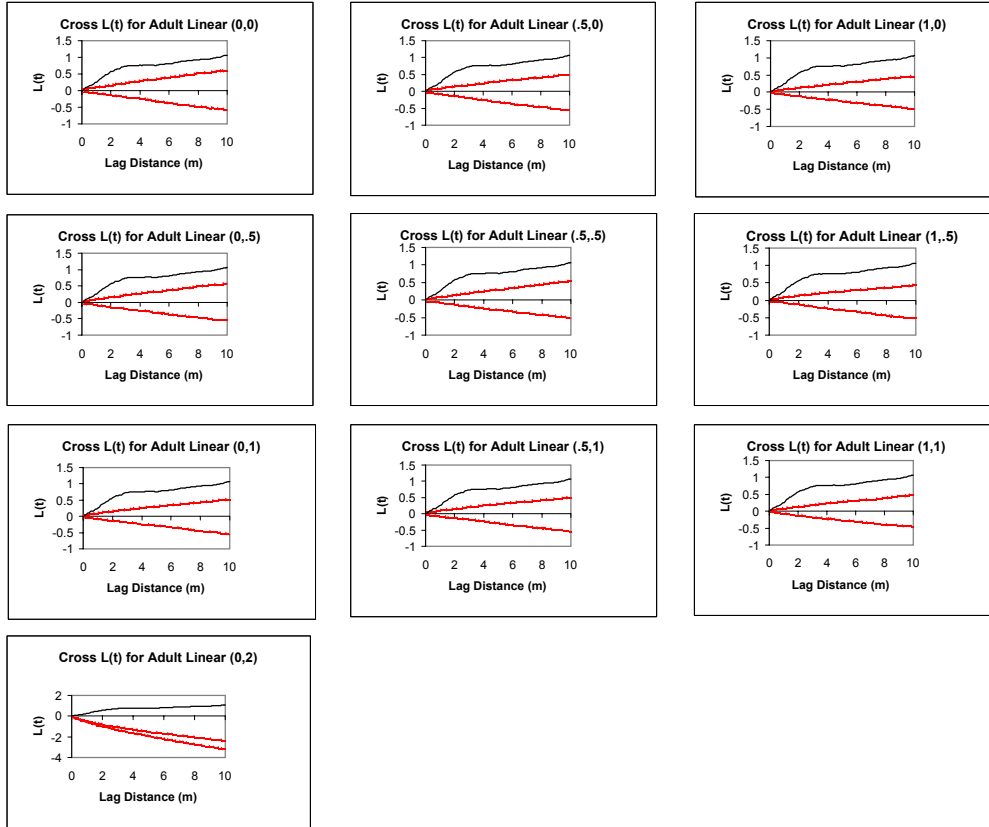 Cross L(t) for Adult Linear (0,0)
1.5
1
0.5
0
-0.5
-1
L(t)
0 2 4 6 8 10
Lag Distance (m)
Cross L(t) for Adult Linear (.5,0)
1.5
1
0.5
0
-0.5
-1
L(t)
0 2 4 6 8 10
Lag Distance (m)
Cross L(t) for Adult Linear (1,0)
1.5
1
0.5
0
-0.5
-1
L(t)
0 2 4 6 8 10
Lag Distance (m)
Cross L(t) for Adult Linear (0,.5)
1.5
1
0.5
0
-0.5
-1
L(t)
0 2 4 6 8 10
Lag Distance (m)
Cross L(t) for Adult Linear (.5,.5)
1.5
1
0.5
0
-0.5
-1
L(t)
0 2 4 6 8 10
Lag Distance (m)
Cross L(t) for Adult Linear (1,.5)
1.5
1
0.5
0
-0.5
-1
L(t)
0 2 4 6 8 10
Lag Distance (m)
Cross L(t) for Adult Linear (0,1)
1.5
1
0.5
0
-0.5
-1
L(t)
0 2 4 6 8 10
Lag Distance (m)
Cross L(t) for Adult Linear (.5,1)
1.5
1
0.5
0
-0.5
-1
L(t)
0 2 4 6 8 10
Lag Distance (m)
Cross L(t) for Adult Linear (1,1)
1.5
1
0.5
0
-0.5
-1
L(t)
0 2 4 6 8 10
Lag Distance (m)
Cross L(t) for Adult Linear (0,2)
2
0
-2
-4
L(t)
0 2 4 6 8 10
Lag Distance (m)